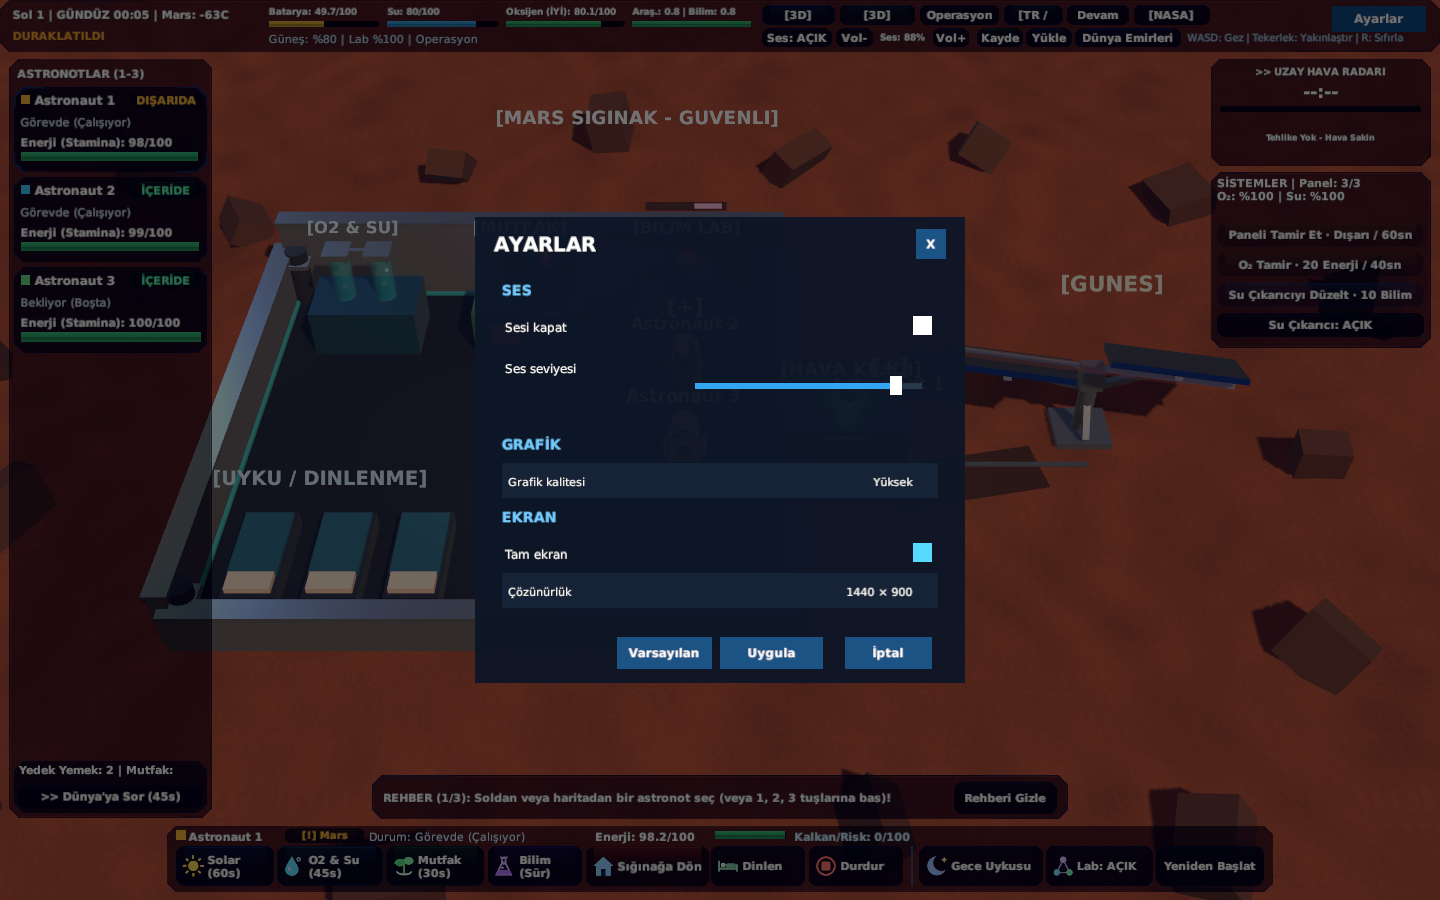 Sol 1 | GÜNDÜZ 00:05 | Mars: -63C
DURAKLATILDI
Batarya: 49.7/100
Su: 80/100
Oksijen (İYİ): 80.1/100
Araş.: 0.8 | Bilim: 0.8
Güneş: %80 | Lab %100 | Operasyon
[3D]
[3D]
Operasyon
[TR /
Devam
[NASA]
Ayarlar
Ses: AÇIK
Vol-
Ses: 88%
Vol+
Kayde
Yükle
Dünya Emirleri
WASD: Gez | Tekerlek: Yakınlaştır | R: Sıfırla
ASTRONOTLAR (1-3)
Astronaut 1
DIŞARIDA
Görevde (Çalışıyor)
Enerji (Stamina): 98/100
Astronaut 2
İÇERİDE
Görevde (Çalışıyor)
Enerji (Stamina): 99/100
Astronaut 3
İÇERİDE
Bekliyor (Boşta)
Enerji (Stamina): 100/100
Yedek Yemek: 2 | Mutfak:
>> Dünya'ya Sor (45s)
>> UZAY HAVA RADARI
--:--
Tehlike Yok - Hava Sakin
SİSTEMLER | Panel: 3/3
O₂: %100 | Su: %100
Paneli Tamir Et · Dışarı / 60sn
O₂ Tamir · 20 Enerji / 40sn
Su Çıkarıcıyı Düzelt · 10 Bilim
Su Çıkarıcı: AÇIK
[MARS SIGINAK - GUVENLI]
[O2 & SU]
[MUTFAK]
[BILIM LAB]
[GUNES]
[UYKU / DINLENME]
[+]
Astronaut 2
Astronaut 3
AYARLAR
X
SES
Sesi kapat
Ses seviyesi
GRAFİK
Grafik kalitesi
Yüksek
EKRAN
Tam ekran
Çözünürlük
1440 × 900
Varsayılan
Uygula
İptal
REHBER (1/3): Soldan veya haritadan bir astronot seç (veya 1, 2, 3 tuşlarına bas)!
Rehberi Gizle
Astronaut 1
[!] Mars
Durum: Görevde (Çalışıyor)
Enerji: 98.2/100
Kalkan/Risk: 0/100
Solar
(60s)
O2 & Su
(45s)
Mutfak
(30s)
Bilim
(Sür)
Sığınağa Dön
Dinlen
Durdur
Gece Uykusu
Lab: AÇIK
Yeniden Başlat